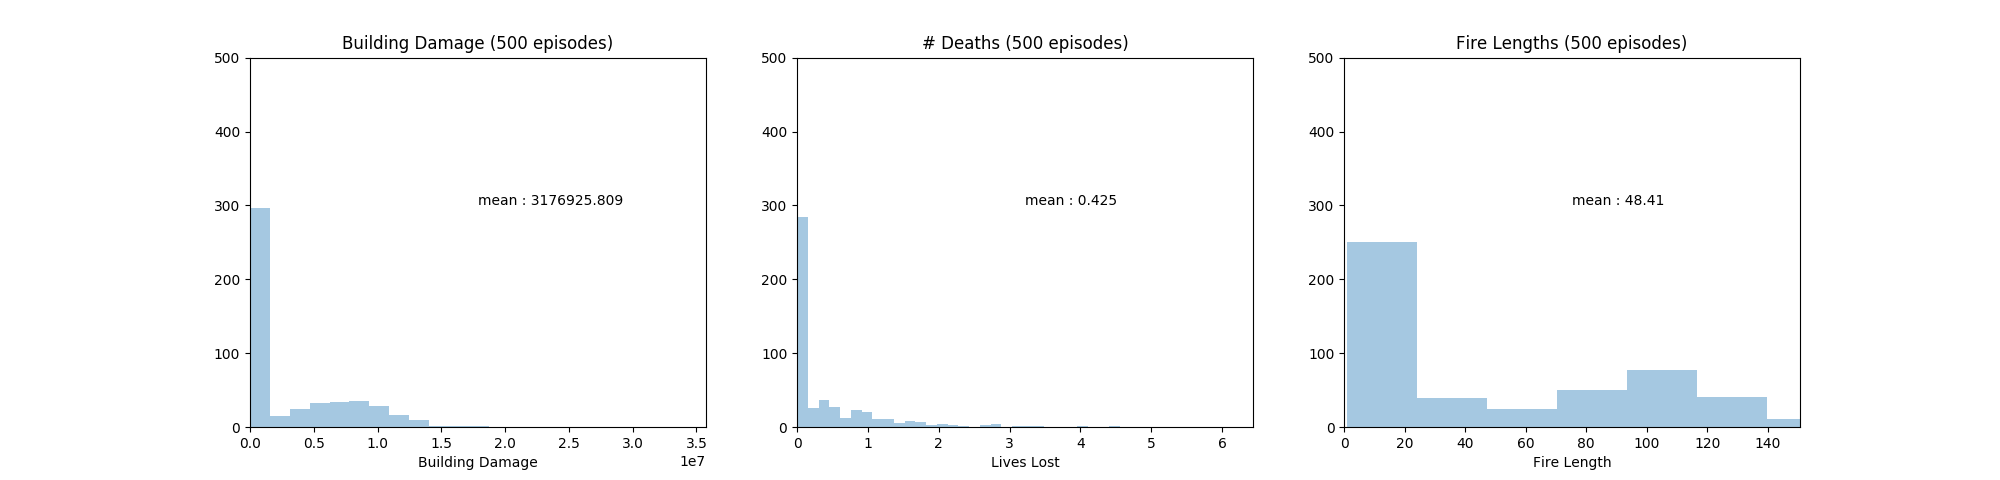 Building Damage (500 episodes)
500
400
300
200
100
0
mean : 3176925.809
0.0 0.5 1.0 1.5 2.0 2.5 3.0 3.5
1e7
Building Damage
# Deaths (500 episodes)
500
400
300
200
100
0
mean : 0.425
0 1 2 3 4 5 6
Lives Lost
Fire Lengths (500 episodes)
500
400
300
200
100
0
mean : 48.41
0 20 40 60 80 100 120 140
Fire Length